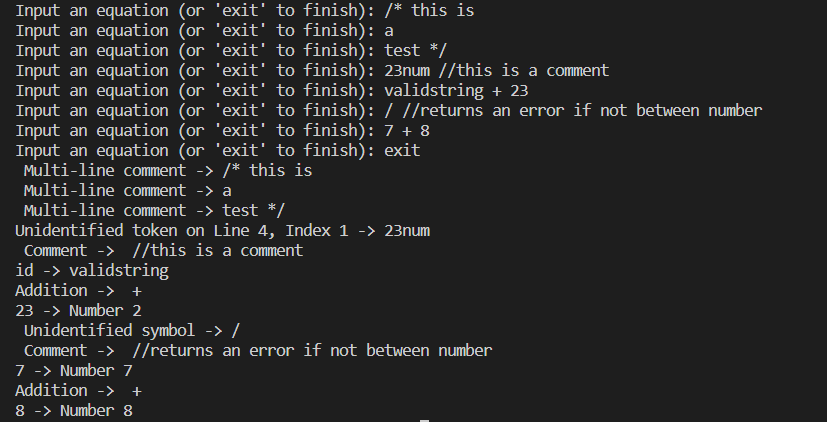 Input an equation (or 'exit' to finish): /* this is
Input an equation (or 'exit' to finish): a
Input an equation (or 'exit' to finish): test */
Input an equation (or 'exit' to finish): 23num //this is a comment
Input an equation (or 'exit' to finish): validstring + 23
Input an equation (or 'exit' to finish): / //returns an error if not between number
Input an equation (or 'exit' to finish): 7 + 8
Input an equation (or 'exit' to finish): exit
 Multi-line comment -> /* this is
 Multi-line comment -> a
 Multi-line comment -> test */
Unidentified token on Line 4, Index 1 -> 23num
 Comment ->  //this is a comment
id -> validstring
Addition ->  +
23 -> Number 2
 Unidentified symbol -> /
 Comment ->  //returns an error if not between number
7 -> Number 7
Addition ->  +
8 -> Number 8